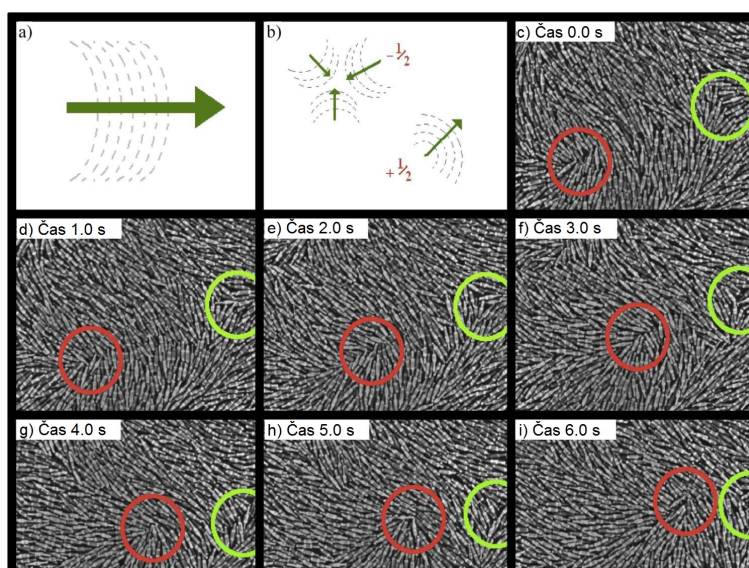 a)
b)
−½
+½
c) Čas 0.0 s
d) Čas 1.0 s
e) Čas 2.0 s
f) Čas 3.0 s
g) Čas 4.0 s
h) Čas 5.0 s
i) Čas 6.0 s